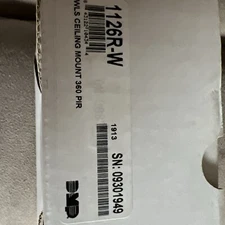 1126R-W
WLS CEILING MOUNT 360 PIR
1913
SN: 09301949
DMP